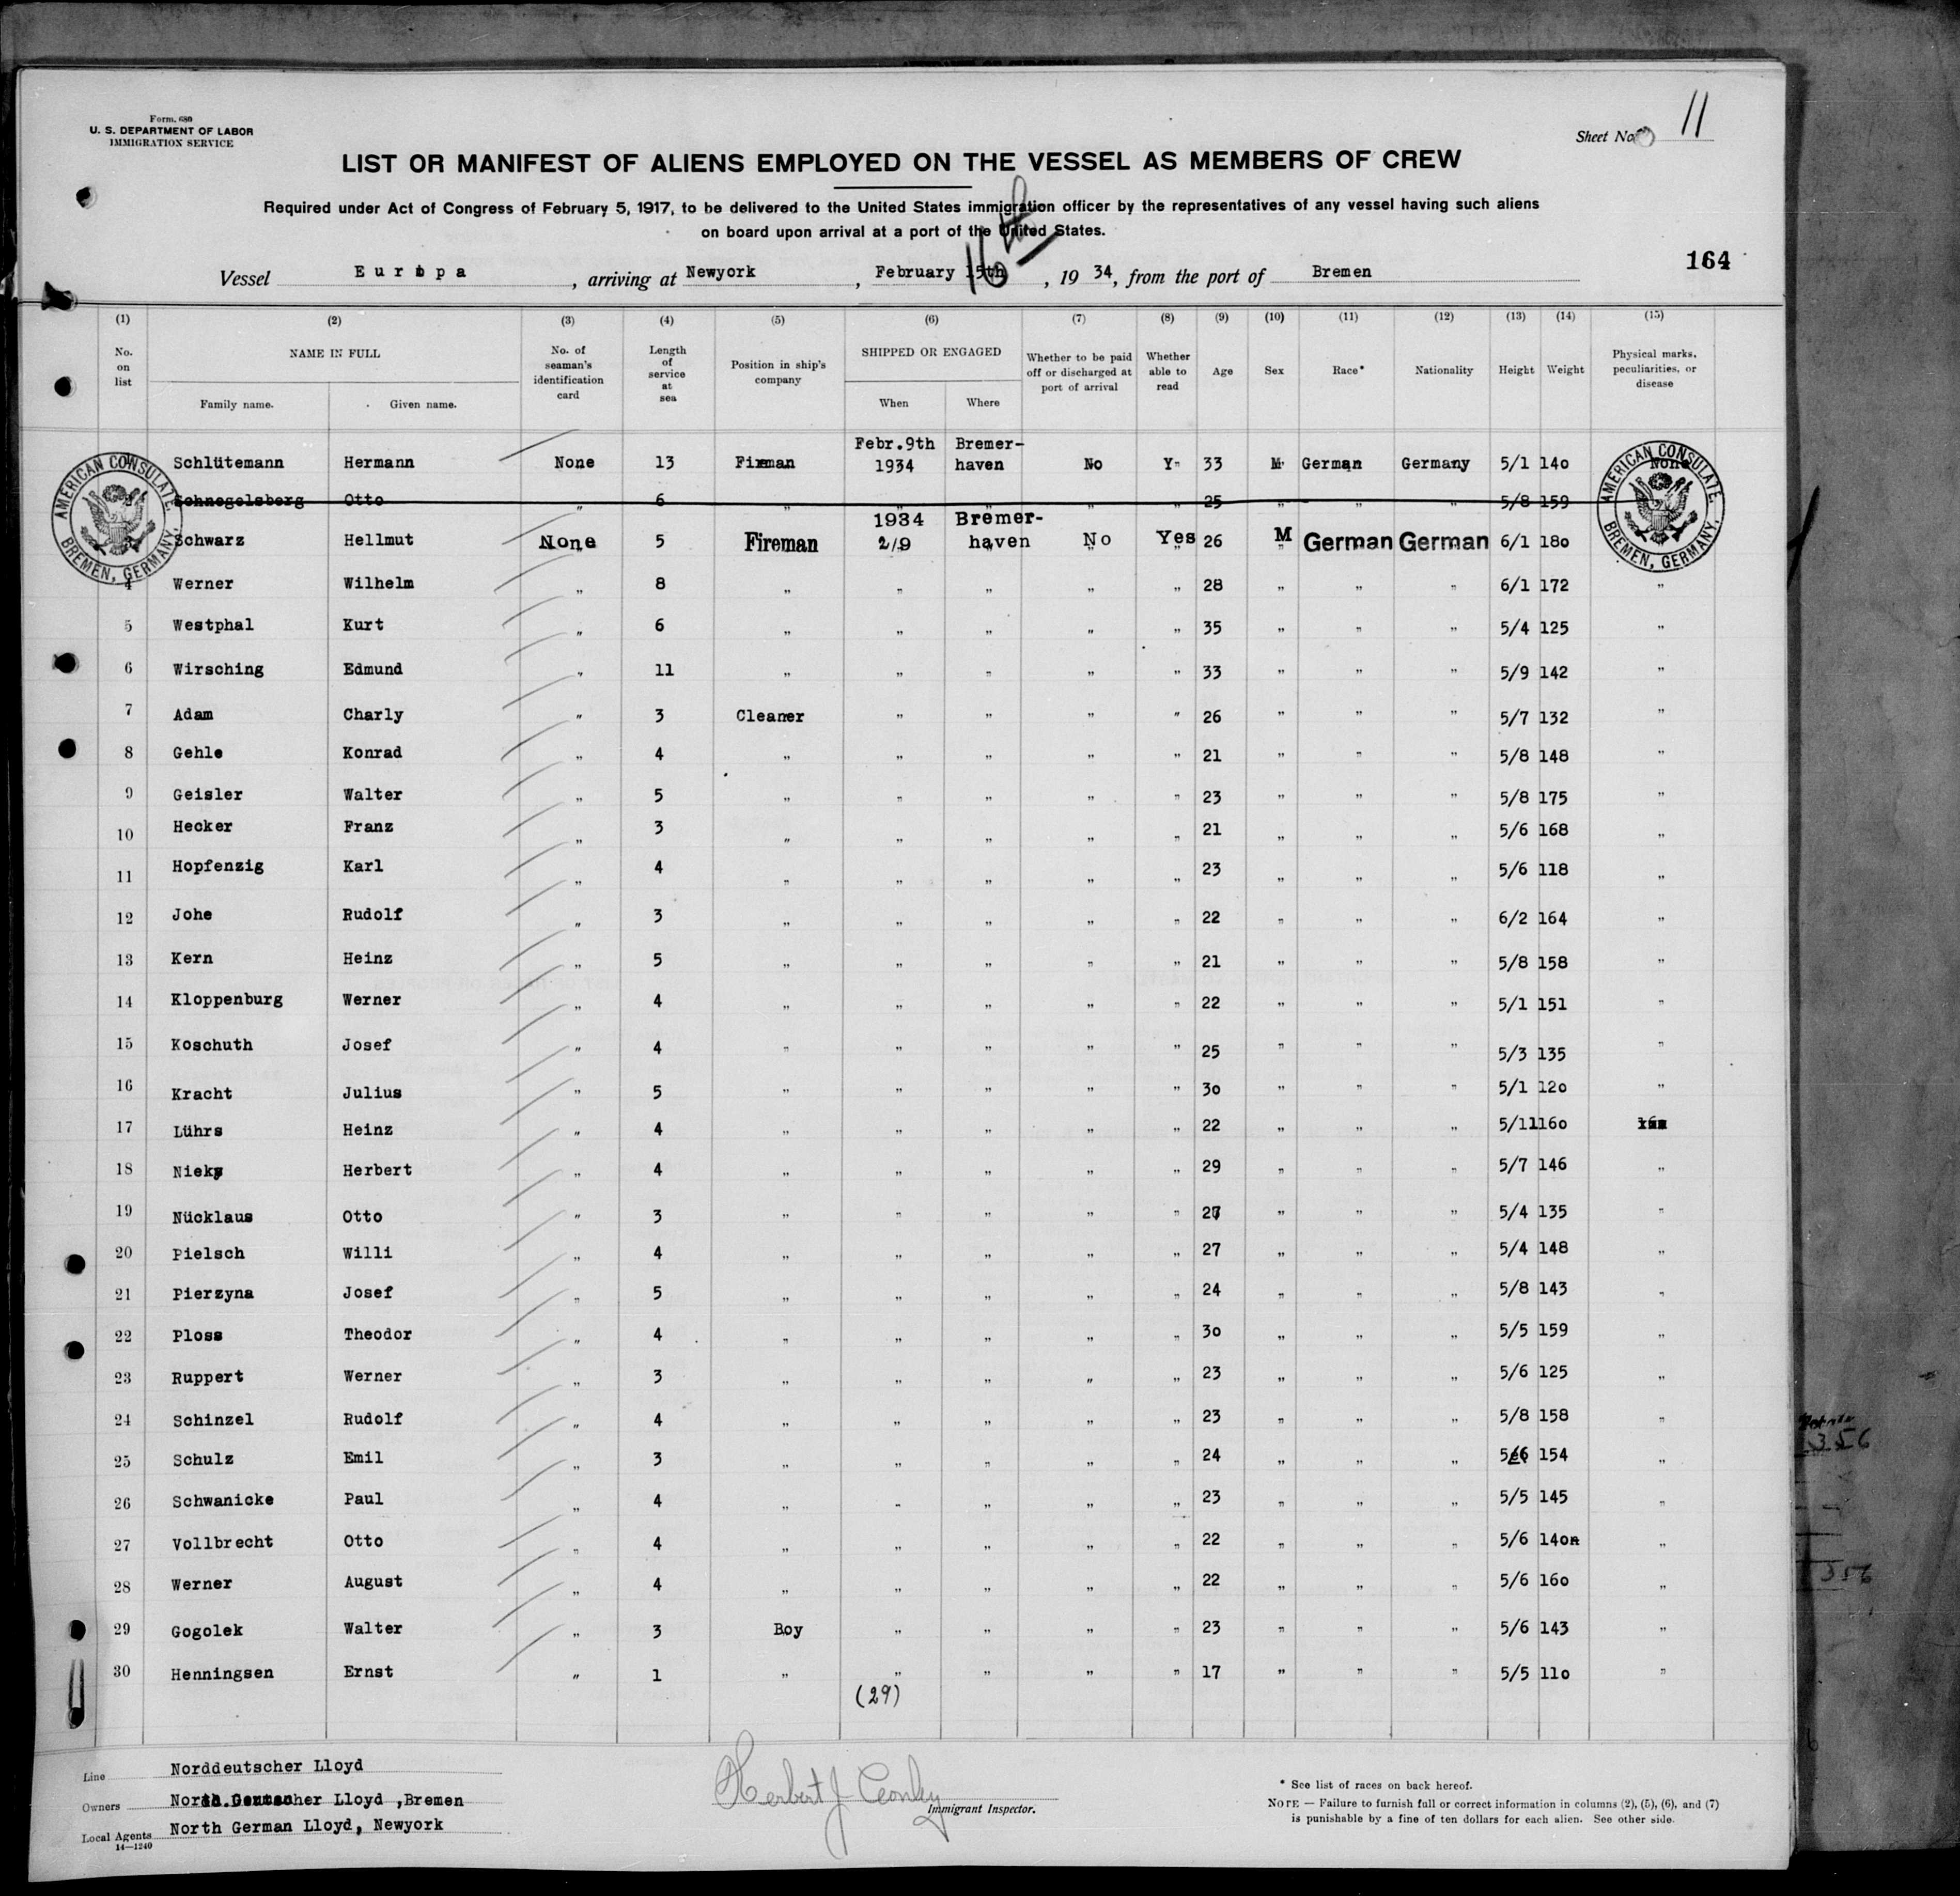 Form. 680
U. S. DEPARTMENT OF LABOR
IMMIGRATION SERVICE
Sheet No. 11
LIST OR MANIFEST OF ALIENS EMPLOYED ON THE VESSEL AS MEMBERS OF CREW
Required under Act of Congress of February 5, 1917, to be delivered to the United States immigration officer by the representatives of any vessel having such aliens
on board upon arrival at a port of the United States.
16th
164
Vessel Europa , arriving at Newyork , February 15th , 19 34, from the port of Bremen
(1) (2) (3) (4) (5) (6) (7) (8) (9) (10) (11) (12) (13) (14) (15)
No. on list NAME IN FULL Family name. Given name. No. of seaman's identification card Length of service at sea Position in ship's company SHIPPED OR ENGAGED When Where Whether to be paid off or discharged at port of arrival Whether able to read Age Sex Race* Nationality Height Weight Physical marks, peculiarities, or disease
AMERICAN CONSULATE. BREMEN, GERMANY.
AMERICAN CONSULATE. BREMEN, GERMANY.
Schlütemann Hermann None 13 Firman Febr.9th 1934 Bremer- haven No Y" 33 M German Germany 5/1 140 None
Schnegelsberg Otto " 6 " " " " " 25 " " " 5/8 159
Schwarz Hellmut None 5 Fireman 1934 2/9 Bremer- haven No Yes 26 M German German 6/1 180
4 Werner Wilhelm " 8 " " " " " 28 " " " 6/1 172 "
5 Westphal Kurt " 6 " " " " " 35 " " " 5/4 125 "
6 Wirsching Edmund " 11 " " " " " 33 " " " 5/9 142 "
7 Adam Charly " 3 Cleaner " " " " 26 " " " 5/7 132 "
8 Gehle Konrad " 4 " " " " " 21 " " " 5/8 148 "
9 Geisler Walter " 5 " " " " " 23 " " " 5/8 175 "
10 Hecker Franz " 3 " " " " " 21 " " " 5/6 168 "
11 Hopfenzig Karl " 4 " " " " " 23 " " " 5/6 118 "
12 Johe Rudolf " 3 " " " " " 22 " " " 6/2 164 "
13 Kern Heinz " 5 " " " " " 21 " " " 5/8 158 "
14 Kloppenburg Werner " 4 " " " " " 22 " " " 5/1 151 "
15 Koschuth Josef " 4 " " " " " 25 " " " 5/3 135 "
16 Kracht Julius " 5 " " " " " 30 " " " 5/1 120 "
17 Lührs Heinz " 4 " " " " " 22 " " " 5/11 160
18 Nieks Herbert " 4 " " " " " 29 " " " 5/7 146 "
19 Nücklaus Otto " 3 " " " " " 27 " " " 5/4 135 "
20 Pielsch Willi " 4 " " " " " 27 " " " 5/4 148 "
21 Pierzyna Josef " 5 " " " " " 24 " " " 5/8 143 "
22 Ploss Theodor " 4 " " " " " 30 " " " 5/5 159 "
23 Ruppert Werner " 3 " " " " " 23 " " " 5/6 125 "
24 Schinzel Rudolf " 4 " " " " " 23 " " " 5/8 158 "
25 Schulz Emil " 3 " " " " " 24 " " " 5/6 154 "
26 Schwanicke Paul " 4 " " " " " 23 " " " 5/5 145 "
27 Vollbrecht Otto " 4 " " " " " 22 " " " 5/6 140 "
28 Werner August " 4 " " " " " 22 " " " 5/6 160 "
29 Gogolek Walter " 3 Boy " " " " 23 " " " 5/6 143 "
30 Henningsen Ernst " 1 " " " " " 17 " " " 5/5 110 "
(29)
356
356
Line Norddeutscher Lloyd
Owners Lloyd ,Bremen
Local Agents North German Lloyd, Newyork
14—1240
Herbert J Conky
Immigrant Inspector.
* See list of races on back hereof.
NOTE — Failure to furnish full or correct information in columns (2), (5), (6), and (7)
is punishable by a fine of ten dollars for each alien. See other side.